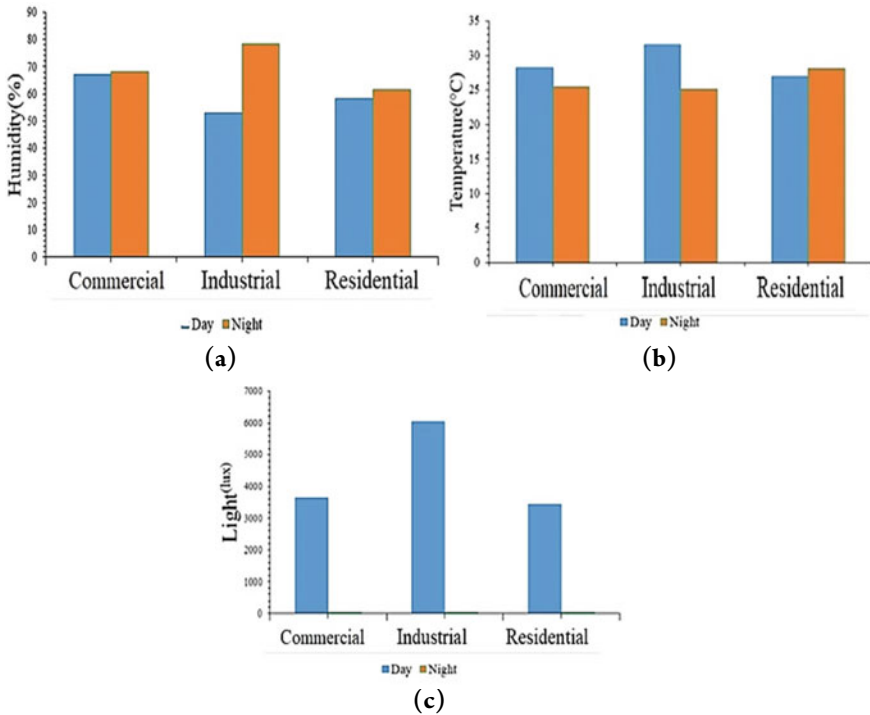 Humidity(%)
90
80
70
60
50
40
30
20
10
0
Commercial Industrial Residential
Day Night
(a)
Temperature(°C)
35
30
25
20
15
10
5
0
Commercial Industrial Residential
Day Night
(b)
Light(lux)
7000
6000
5000
4000
3000
2000
1000
0
Commercial Industrial Residential
Day Night
(c)